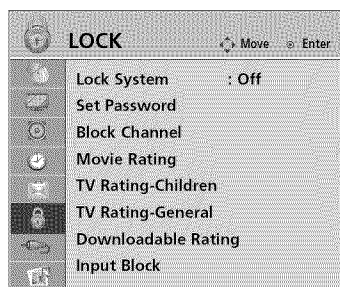 LOCK
Move Enter
Lock System : Off
Set Password
Block Channel
Movie Rating
TV Rating-Children
TV Rating-General
Downloadable Rating
Input Block